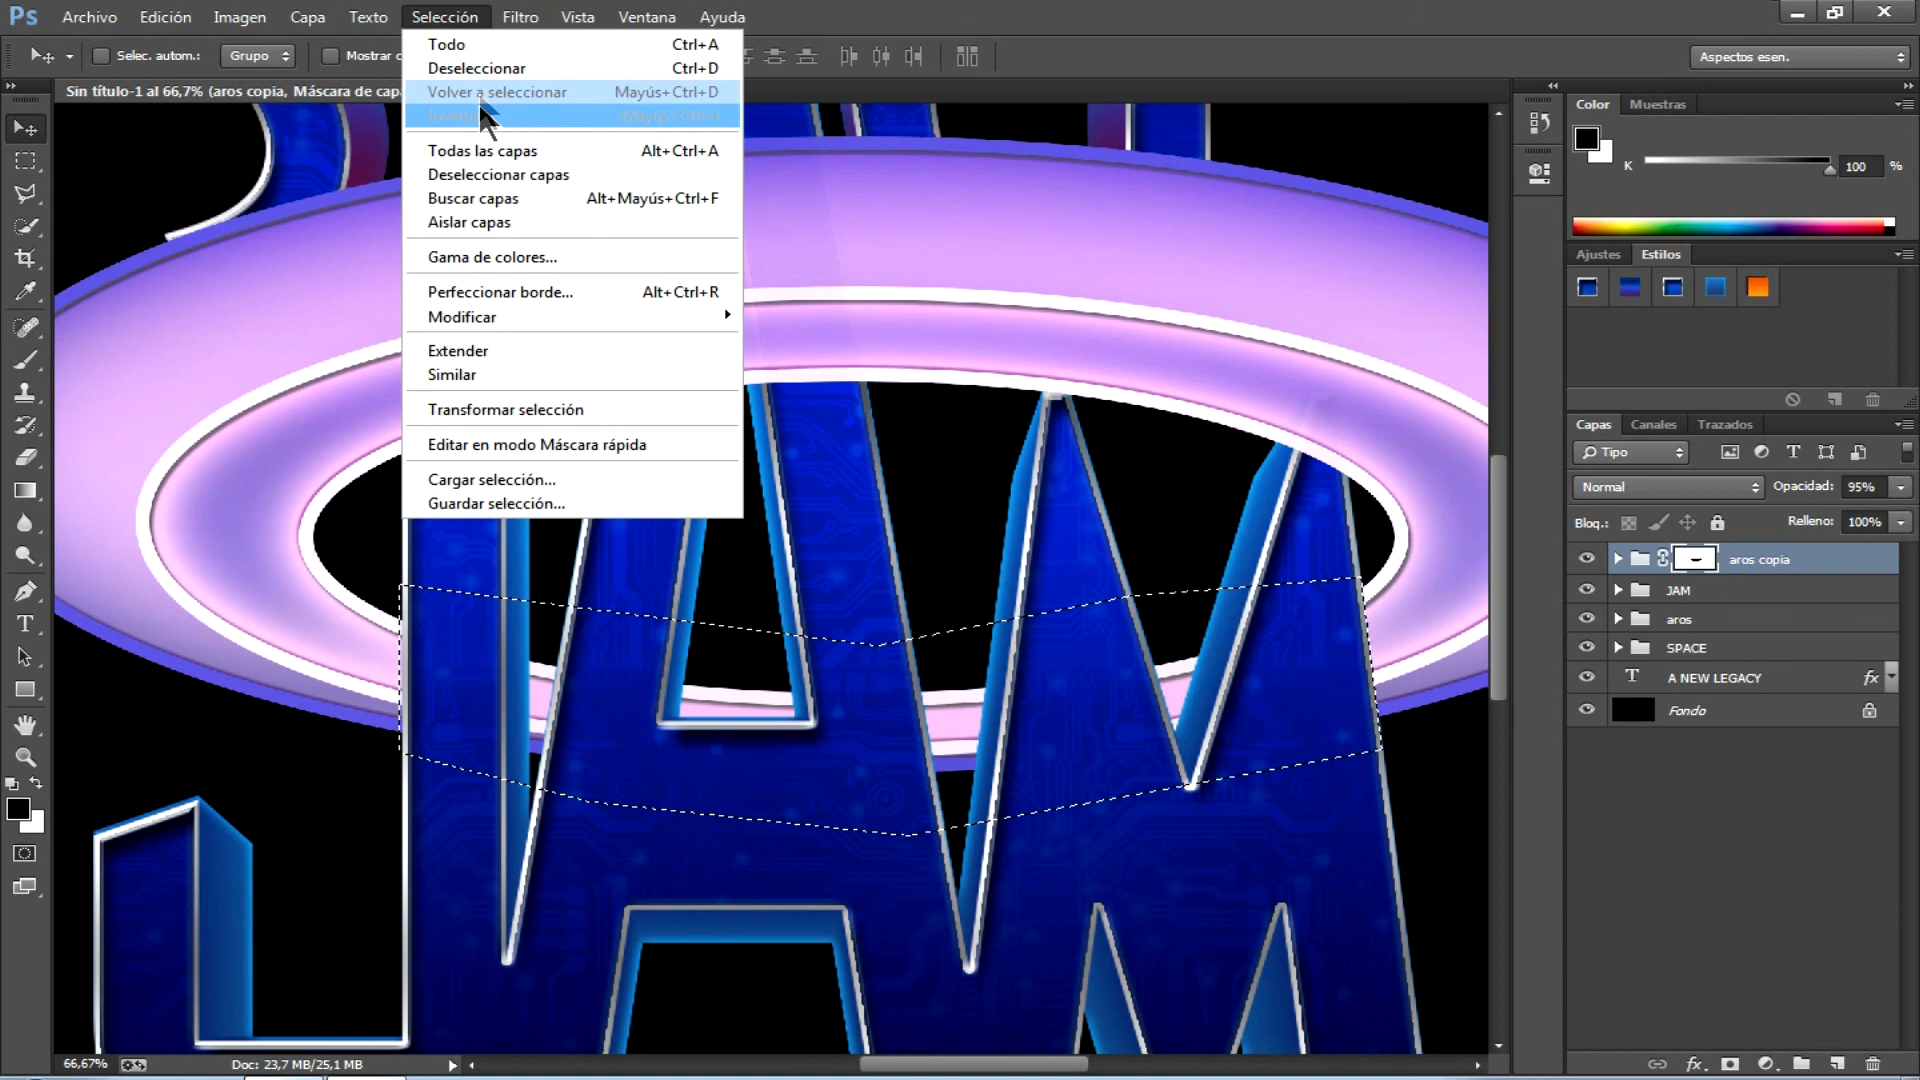 Ps Archivo Edición Imagen Capa Texto Selección Filtro Vista Ventana Ayuda
Selec. autom.: Grupo Mostrar c Aspectos esen.
Sin título-1 al 66,7% (aros copia, Máscara de capa
Todo Ctrl+A
Deseleccionar Ctrl+D
Volver a seleccionar Mayús+Ctrl+D
Todas las capas Alt+Ctrl+A
Deseleccionar capas
Buscar capas Alt+Mayús+Ctrl+F
Aislar capas
Gama de colores...
Perfeccionar borde... Alt+Ctrl+R
Modificar
Extender
Similar
Transformar selección
Editar en modo Máscara rápida
Cargar selección...
Guardar selección...
Color Muestras
K 100 %
Ajustes Estilos
Capas Canales Trazados
Tipo
Normal Opacidad: 95%
Bloq.: Relleno: 100%
aros copia
JAM
aros
SPACE
T A NEW LEGACY fx
Fondo
JAM
66,67% Doc: 23,7 MB/25,1 MB
fx